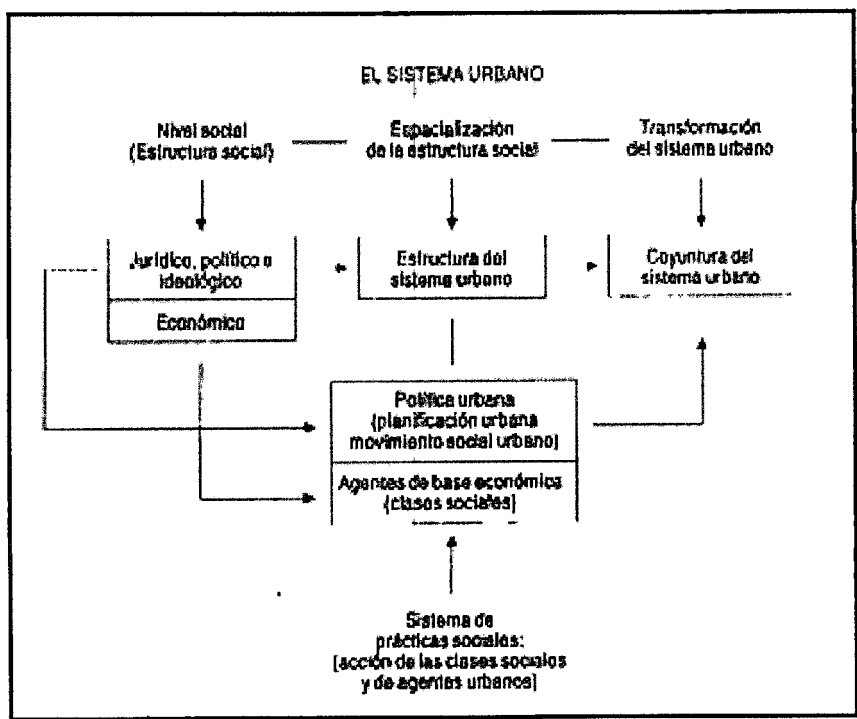 EL SISTEMA URBANO
Nivel social
(Estructura social)
Espacialización
de la estructura social
Transformación
del sistema urbano
Jurídico, político o
ideológico
Económico
Estructura del
sistema urbano
Coyuntura del
sistema urbano
Política urbana
(planificación urbana
movimiento social urbano)
Agentes de base económica
(clases sociales)
Sistema de
prácticas sociales:
[acción de las clases sociales
y de agentes urbanos]